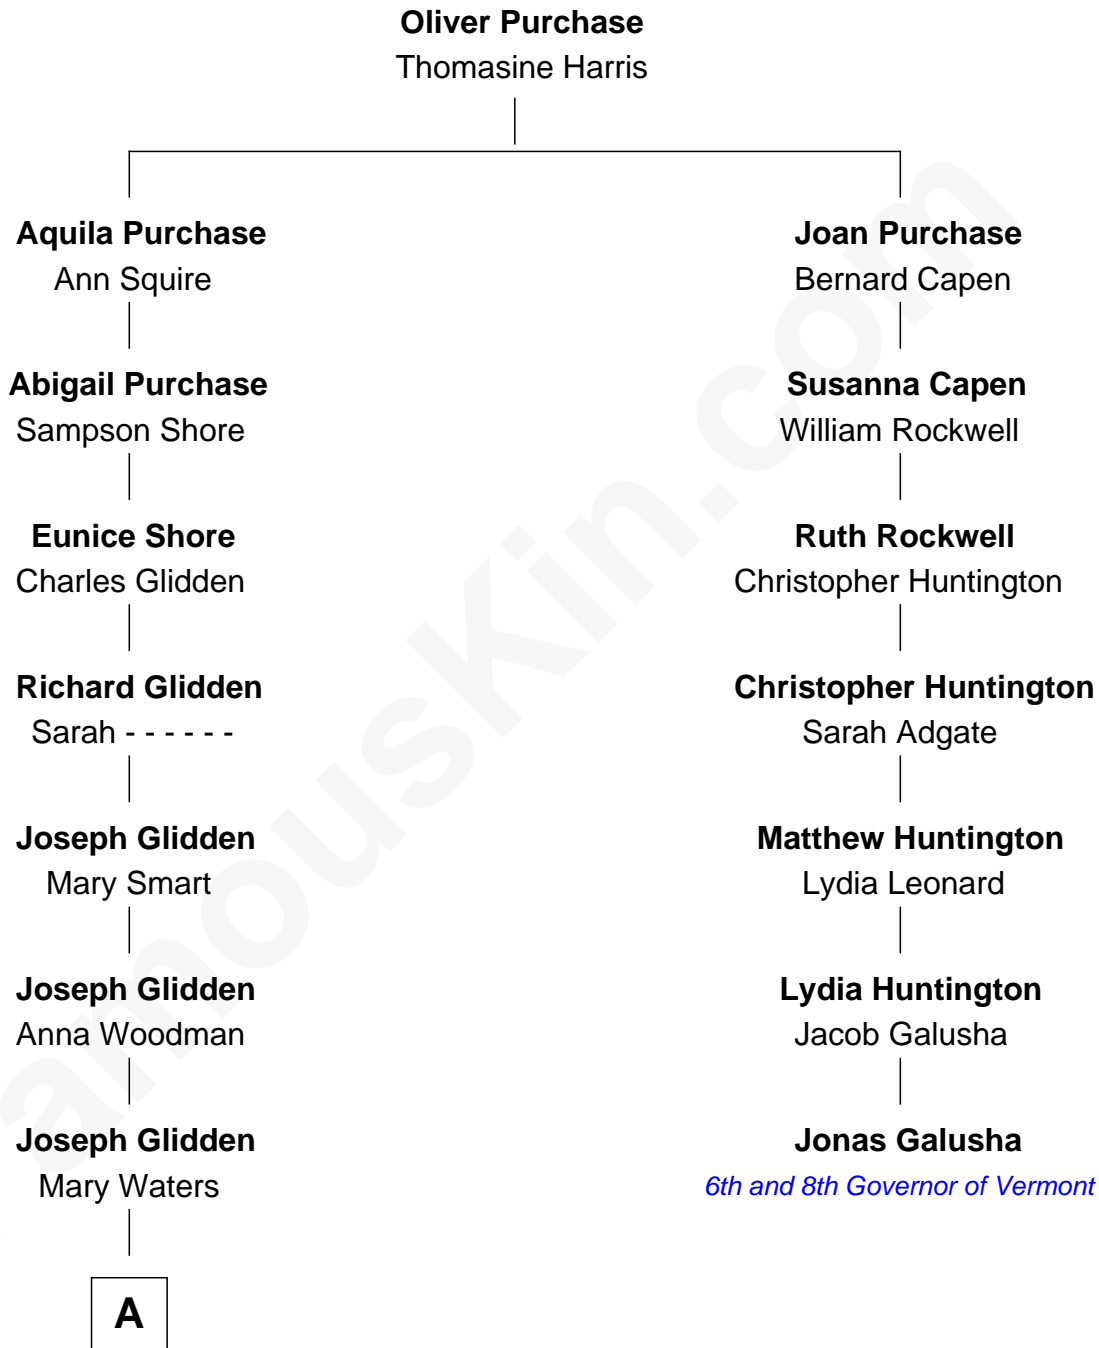 Oliver Purchase
Thomasine Harris
Aquila Purchase
Ann Squire
Joan Purchase
Bernard Capen
Abigail Purchase
Sampson Shore
Susanna Capen
William Rockwell
Eunice Shore
Charles Glidden
Ruth Rockwell
Christopher Huntington
Richard Glidden
Sarah - - - - - -
Christopher Huntington
Sarah Adgate
Joseph Glidden
Mary Smart
Matthew Huntington
Lydia Leonard
Joseph Glidden
Anna Woodman
Lydia Huntington
Jacob Galusha
Joseph Glidden
Mary Waters
Jonas Galusha
6th and 8th Governor of Vermont
A
amousKin.com